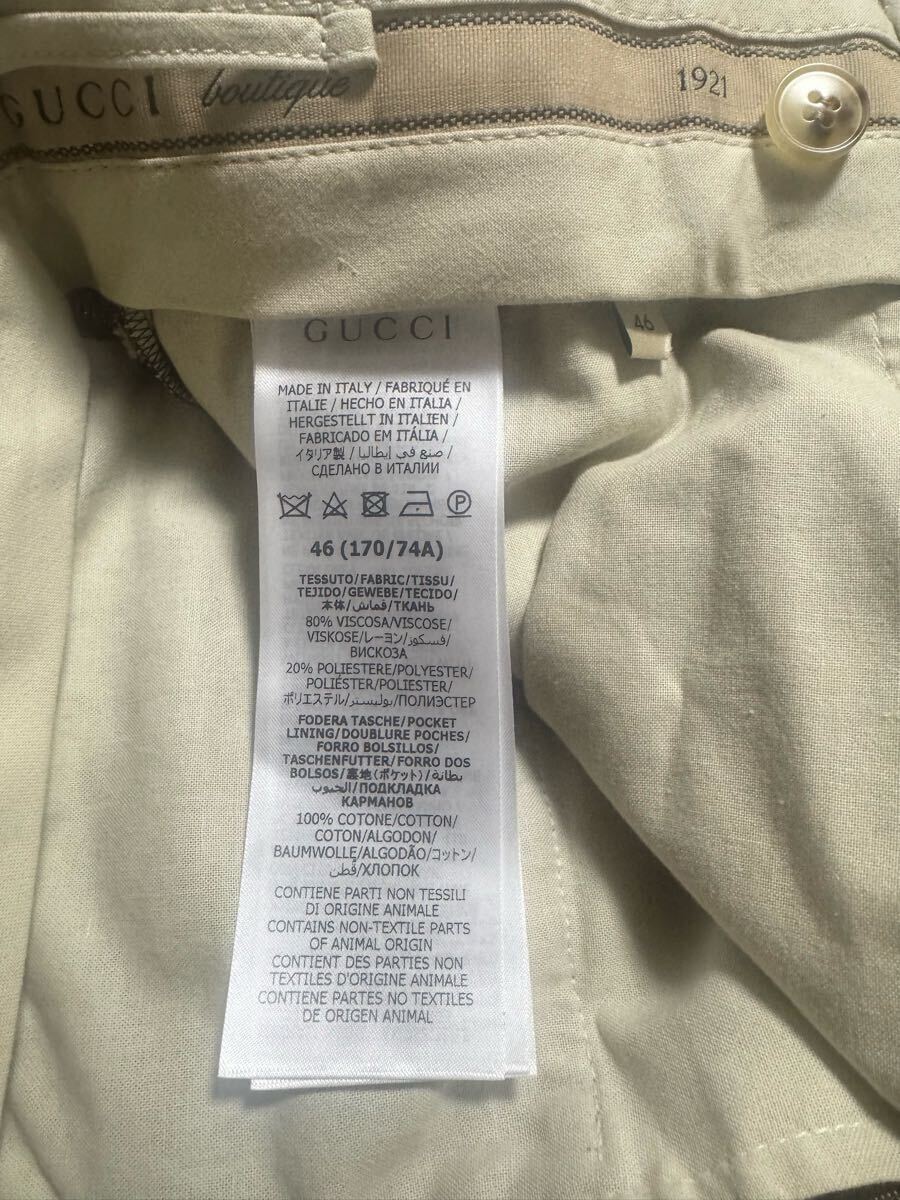 GUCCI boutique
1921
46
GUCCI
MADE IN ITALY / FABRIQUÉ EN
ITALIE / HECHO EN ITALIA /
HERGESTELLT IN ITALIEN /
FABRICADO EM ITÁLIA /
イタリア製 / صنع في إيطاليا /
СДЕЛАНО В ИТАЛИИ
P
46 (170/74A)
TESSUTO/FABRIC/TISSU/
TEJIDO/GEWEBE/TECIDO/
本体/قماش/ТКАНЬ
80% VISCOSA/VISCOSE/
VISKOSE/レーヨン/فسكوز/
ВИСКОЗА
20% POLIESTERE/POLYESTER/
POLIÉSTER/POLIESTER/
ポリエステル/بوليستر/ПОЛИЭСТЕР
FODERA TASCHE/POCKET
LINING/DOUBLURE POCHES/
FORRO BOLSILLOS/
TASCHENFUTTER/FORRO DOS
BOLSOS/裏地(ポケット)/بطانة
الجيوب/ПОДКЛАДКА
КАРМАНОВ
100% COTONE/COTTON/
COTON/ALGODON/
BAUMWOLLE/ALGODÃO/コットン/
قطن/ХЛОПОК
CONTIENE PARTI NON TESSILI
DI ORIGINE ANIMALE
CONTAINS NON-TEXTILE PARTS
OF ANIMAL ORIGIN
CONTIENT DES PARTIES NON
TEXTILES D'ORIGINE ANIMALE
CONTIENE PARTES NO TEXTILES
DE ORIGEN ANIMAL